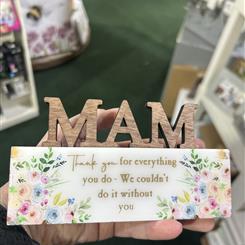 MAM
Thank you for everything
you do - We couldn't
do it without
you